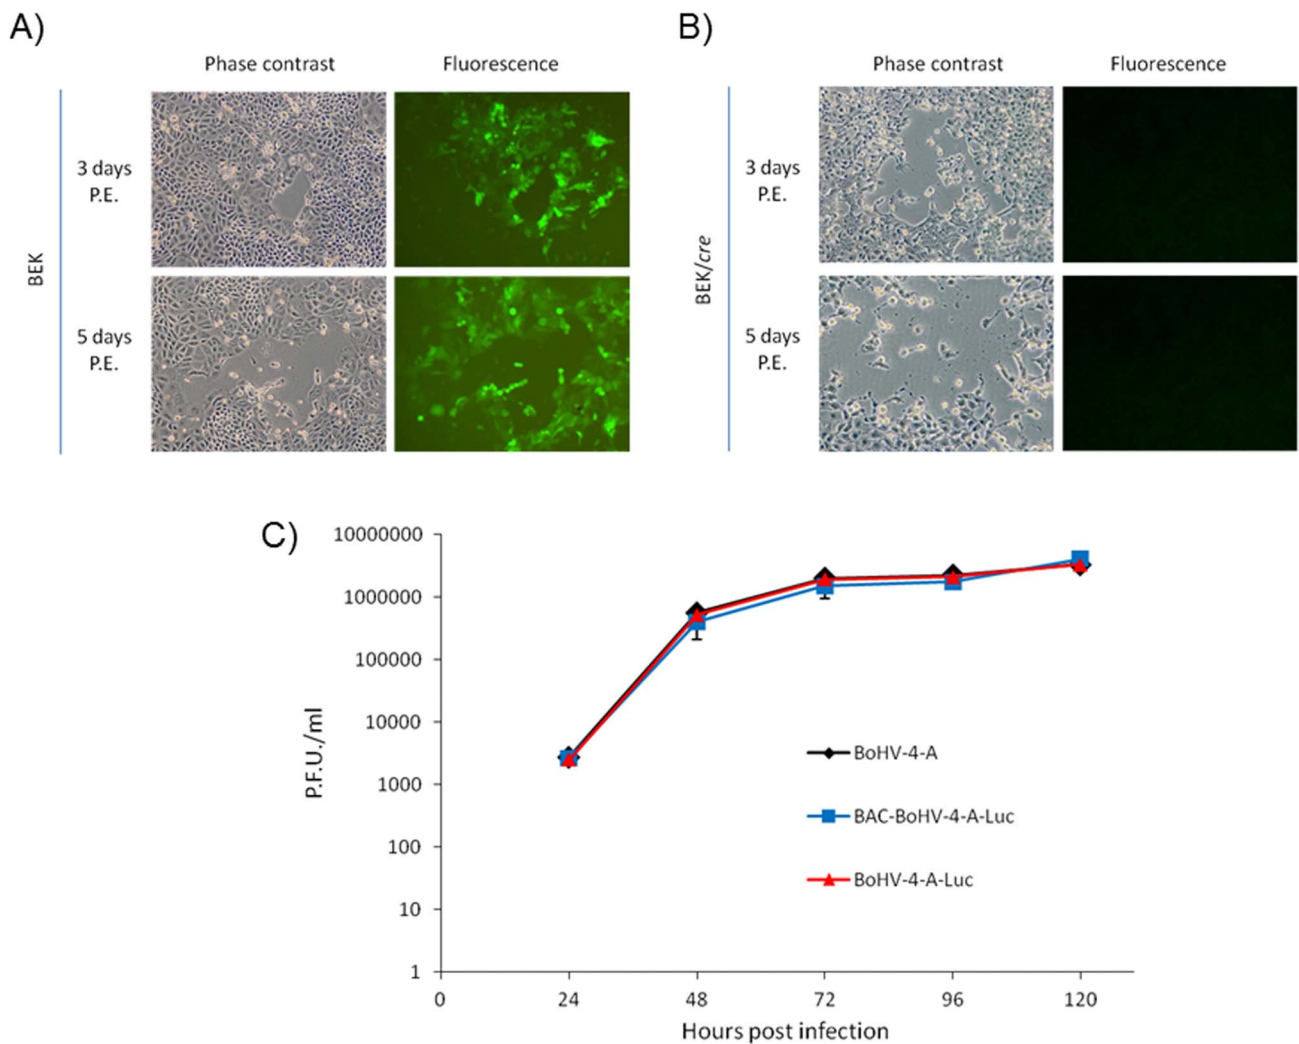 A)
Phase contrast
Fluorescence
BEK
3 days
P.E.
5 days
P.E.
B)
Phase contrast
Fluorescence
BEK/cre
3 days
P.E.
5 days
P.E.
C)
P.F.U./ml
10000000
1000000
100000
10000
1000
100
10
1
BoHV-4-A
BAC-BoHV-4-A-Luc
BoHV-4-A-Luc
0 24 48 72 96 120
Hours post infection